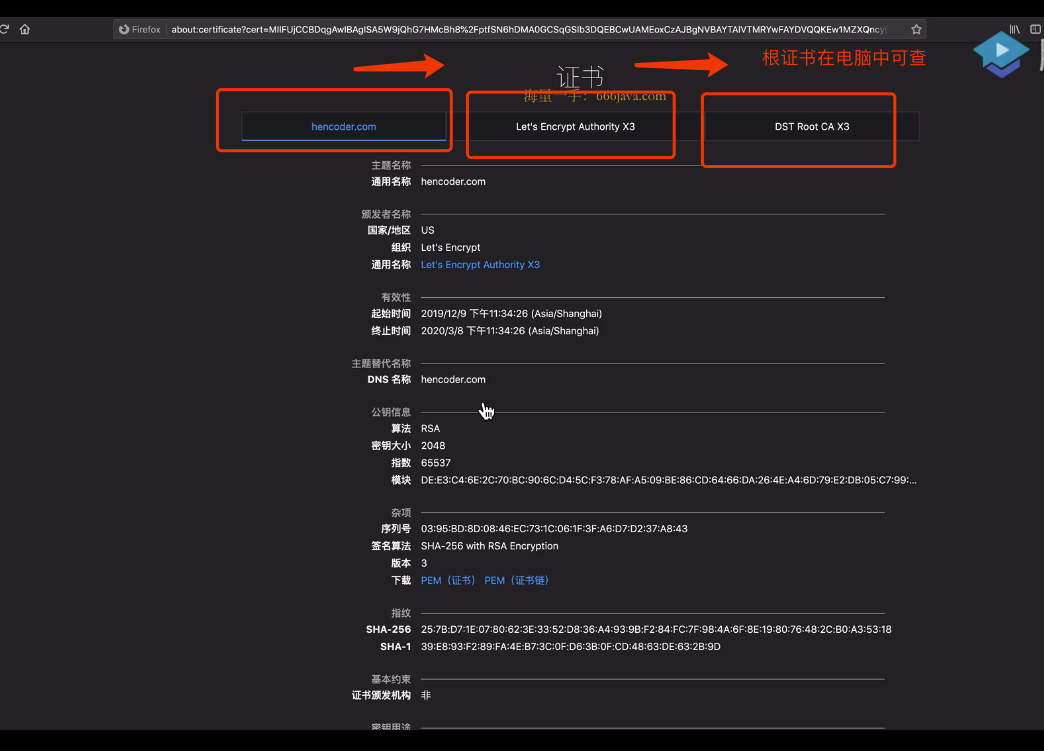 Firefox about:certificate?cert=MIIFUjCCBDqgAwIBAgISA5W9jQhG7HMcBh8%2FptfSN6hDMA0GCSqGSIb3DQEBCwUAMEoxCzAJBgNVBAYTAlVTMRYwFAYDVQQKEw1MZXQncyl
根证书在电脑中可查
证书
海量一手：666java.com
hencoder.com
Let's Encrypt Authority X3
DST Root CA X3
主题名称
通用名称 hencoder.com
颁发者名称
国家/地区 US
组织 Let's Encrypt
通用名称 Let's Encrypt Authority X3
有效性
起始时间 2019/12/9 下午11:34:26 (Asia/Shanghai)
终止时间 2020/3/8 下午11:34:26 (Asia/Shanghai)
主题替代名称
DNS 名称 hencoder.com
公钥信息
算法 RSA
密钥大小 2048
指数 65537
模块 DE:E3:C4:6E:2C:70:BC:90:6C:D4:5C:F3:78:AF:A5:09:BE:86:CD:64:66:DA:26:4E:A4:6D:79:E2:DB:05:C7:99:...
杂项
序列号 03:95:BD:8D:08:46:EC:73:1C:06:1F:3F:A6:D7:D2:37:A8:43
签名算法 SHA-256 with RSA Encryption
版本 3
下载 PEM（证书） PEM（证书链）
指纹
SHA-256 25:7B:D7:1E:07:80:62:3E:33:52:D8:36:A4:93:9B:F2:84:FC:7F:98:4A:6F:8E:19:80:76:48:2C:B0:A3:53:18
SHA-1 39:E8:93:F2:89:FA:4E:B7:3C:0F:D6:3B:0F:CD:48:63:DE:63:2B:9D
基本约束
证书颁发机构 非
密钥用途